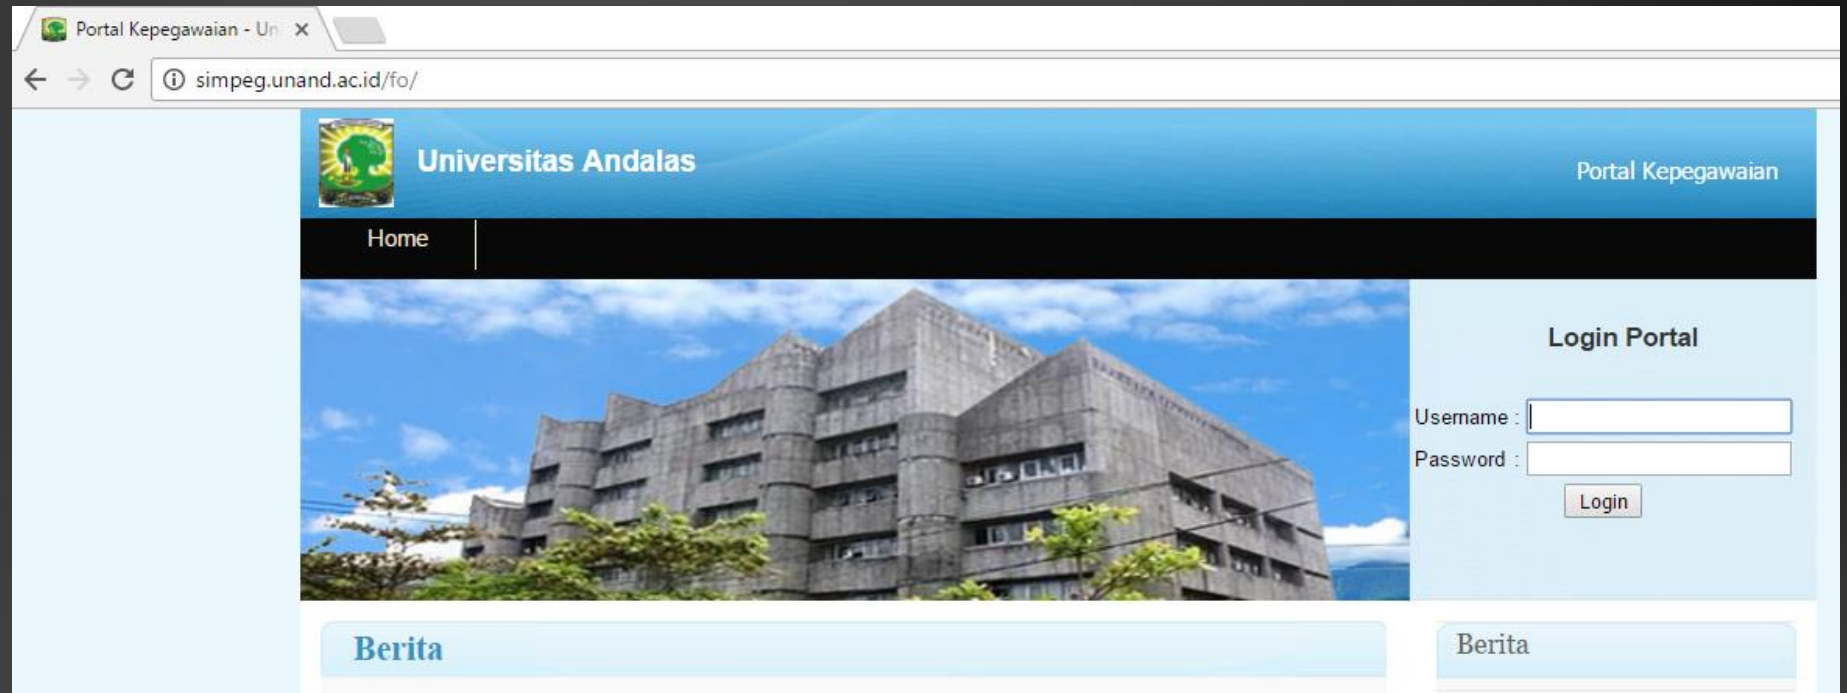 Portal Kepegawaian - Un
simpeg.unand.ac.id/fo/
Universitas Andalas
Portal Kepegawaian
Home
Login Portal
Username :
Password :
Login
Berita
Berita